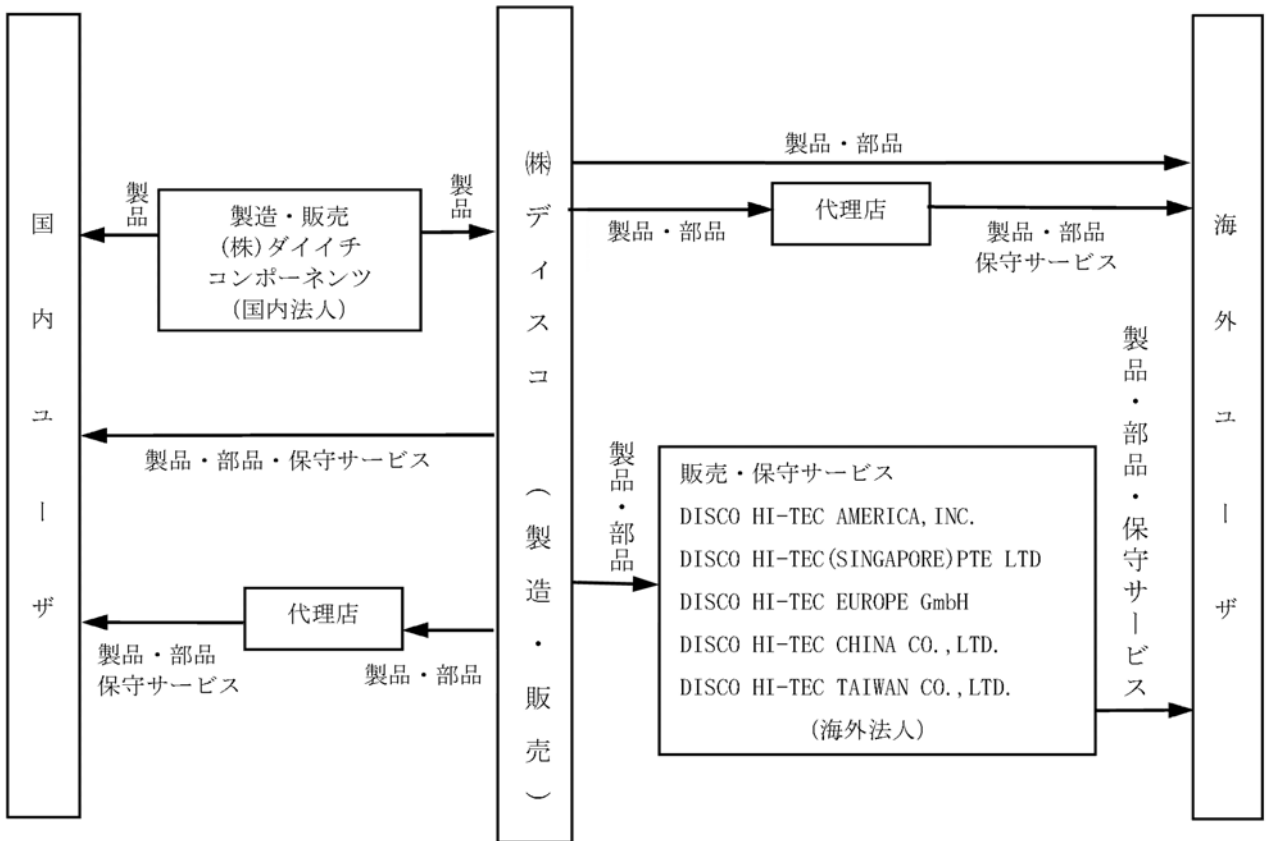 国内ユーザ
製品
製造・販売
(株)ダイイチ
コンポーネンツ
(国内法人)
製品
製品・部品・保守サービス
代理店
製品・部品
保守サービス
製品・部品
㈱ディスコ(製造・販売)
製品・部品
製品・部品
代理店
製品・部品
保守サービス
製品・部品
販売・保守サービス
DISCO HI-TEC AMERICA,INC.
DISCO HI-TEC(SINGAPORE)PTE LTD
DISCO HI-TEC EUROPE GmbH
DISCO HI-TEC CHINA CO.,LTD.
DISCO HI-TEC TAIWAN CO.,LTD.
(海外法人)
製品・部品・保守サービス
海外ユーザ